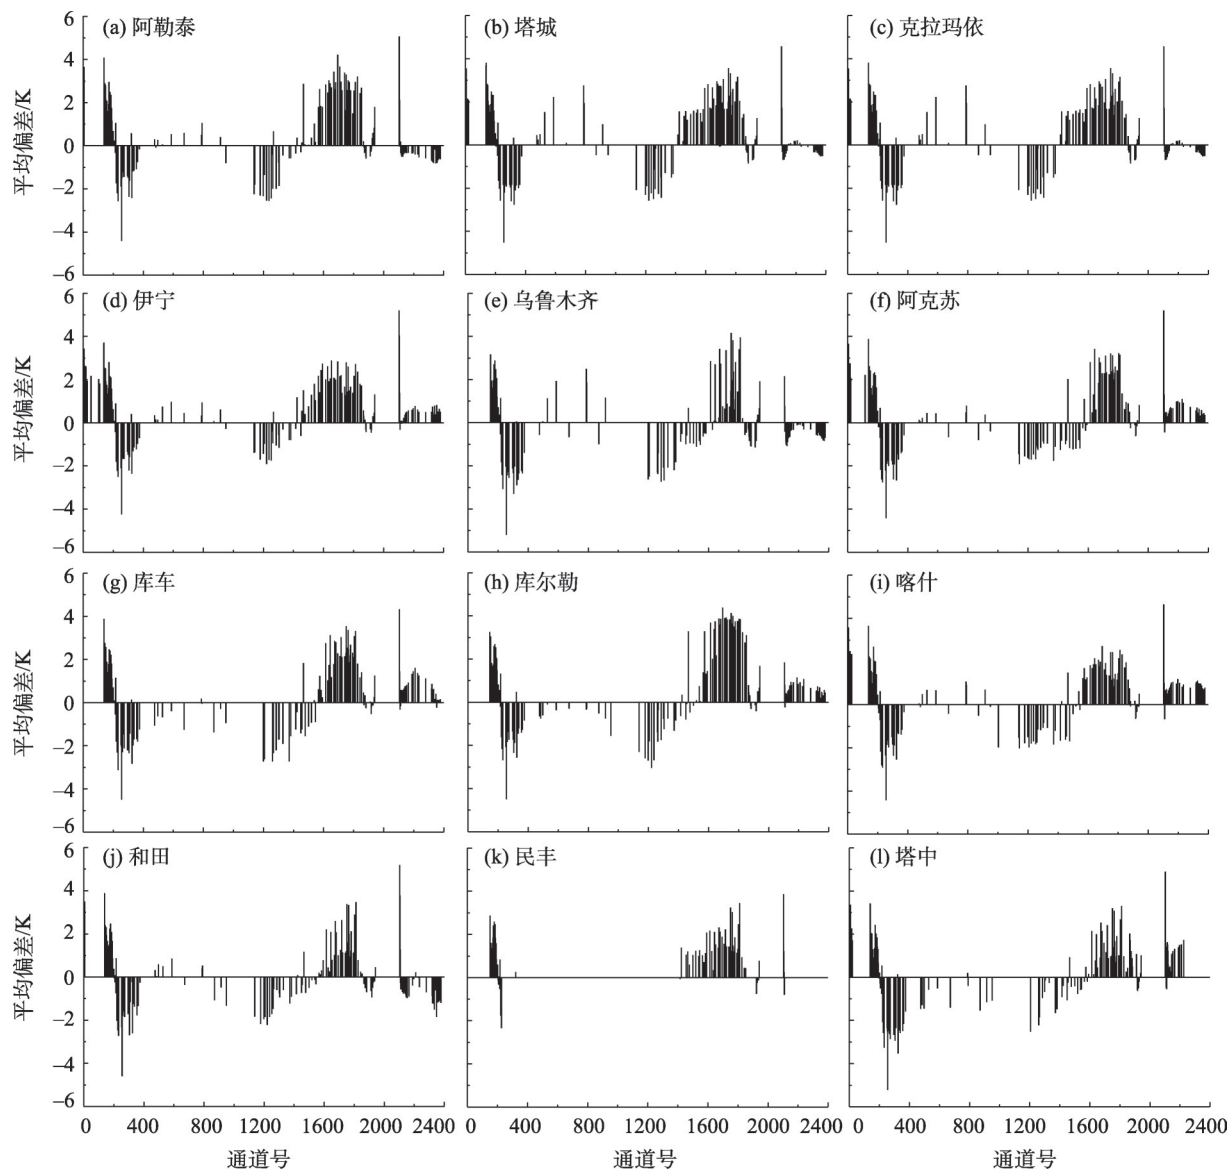 (a) 阿勒泰
(b) 塔城
(c) 克拉玛依
6
4
2
0
–2
–4
–6
平均偏差/K
(d) 伊宁
(e) 乌鲁木齐
(f) 阿克苏
6
4
2
0
–2
–4
–6
平均偏差/K
(g) 库车
(h) 库尔勒
(i) 喀什
6
4
2
0
–2
–4
–6
平均偏差/K
(j) 和田
(k) 民丰
(l) 塔中
6
4
2
0
–2
–4
–6
平均偏差/K
0 400 800 1200 1600 2000 2400
0 400 800 1200 1600 2000 2400
400 800 1200 1600 2000 2400
通道号
通道号
通道号